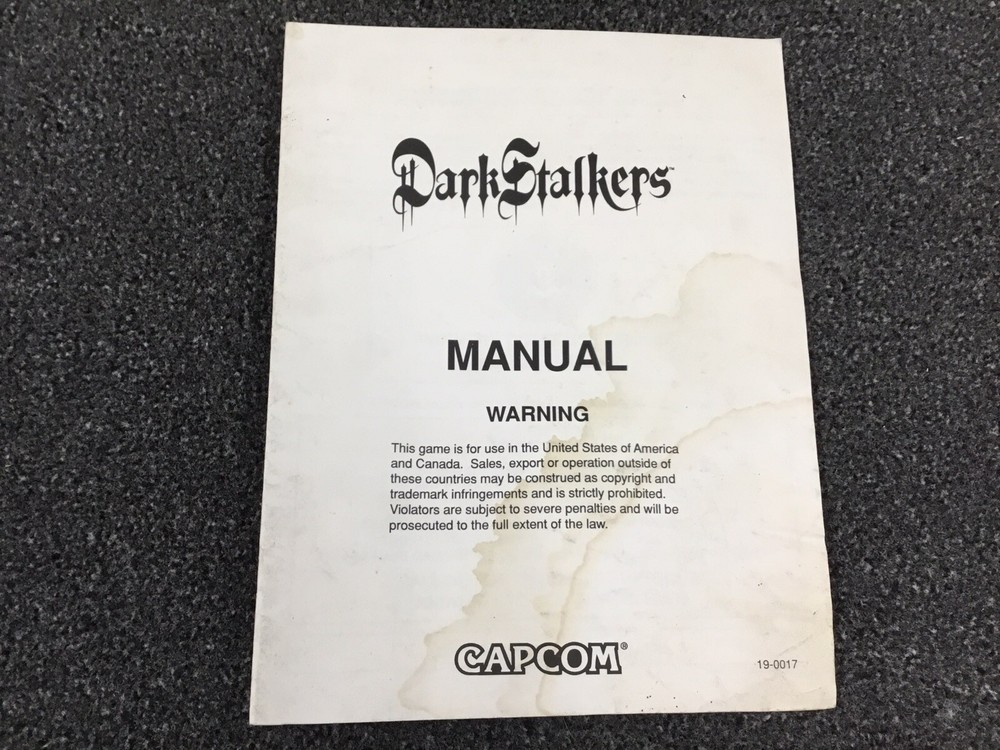 DarkStalkers™
MANUAL
WARNING
This game is for use in the United States of America
and Canada. Sales, export or operation outside of
these countries may be construed as copyright and
trademark infringements and is strictly prohibited.
Violators are subject to severe penalties and will be
prosecuted to the full extent of the law.
CAPCOM®
19-0017